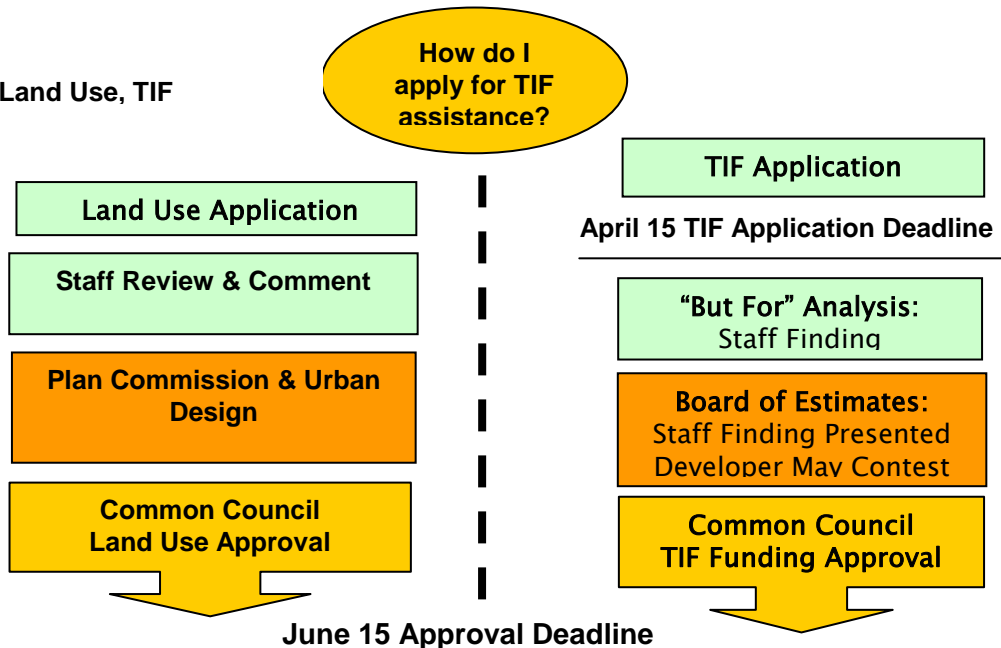 How do I
apply for TIF
assistance?
Land Use, TIF
Land Use Application
Staff Review & Comment
Plan Commission & Urban
Design
Common Council
Land Use Approval
TIF Application
April 15 TIF Application Deadline
“But For” Analysis:
Staff Finding
Board of Estimates:
Staff Finding Presented
Developer May Contest
Common Council
TIF Funding Approval
June 15 Approval Deadline